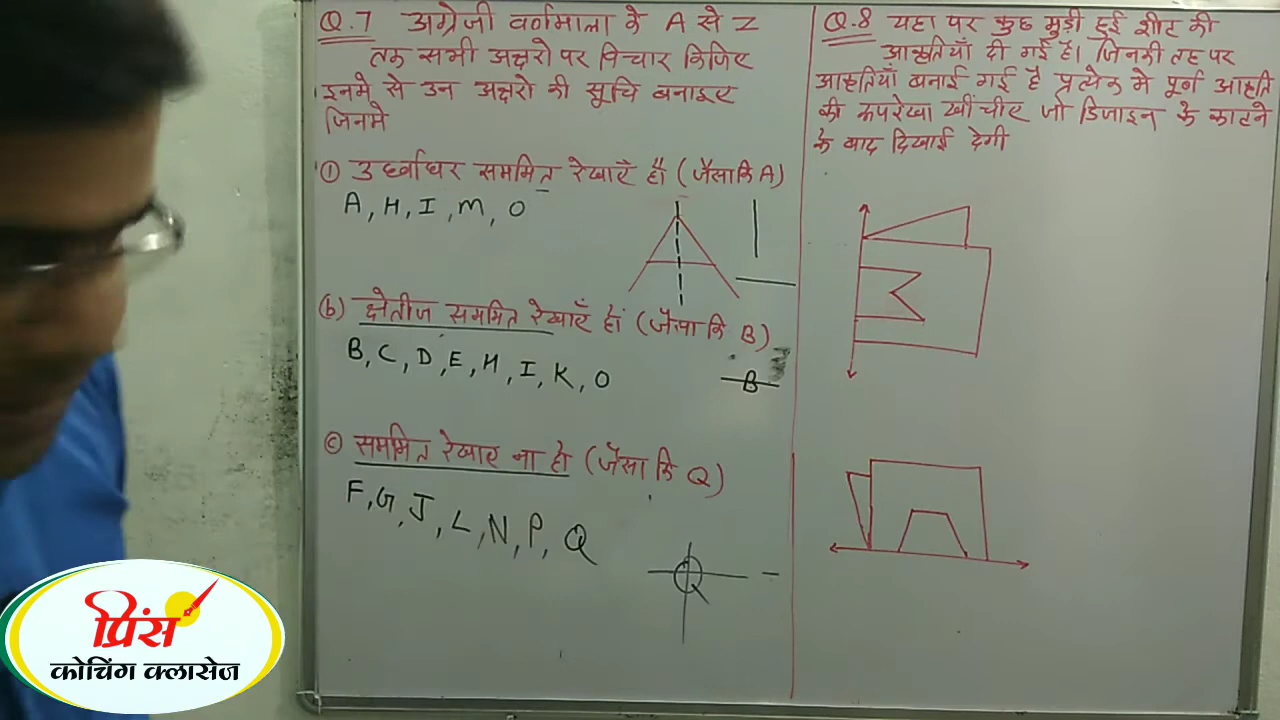 Q.7 अग्रेजी वर्णमाला के A से Z
तक सभी अक्षरो पर विचार किजिए
इनमे से उन अक्षरो की सूचि बनाइए
जिनमे
① उर्ध्वाधर सममित रेखाएँ हौ (जैसा कि A)
A, H, I, M, O
(b) क्षेतीज सममित रेखाएँ हों (जैसा कि B)
B, C, D, E, H, I, K, O
B
© सममित रेखाए ना हो (जैसा कि Q)
F, G, J, L, N, P, Q
Q
Q.8 यहा पर कुछ मुड़ी हुई शीट की
आकृतियाँ दी गई है। जिनकी तह पर
आकृतियाँ बनाई गई है प्रत्येक मे पूर्ण आकृति
की रूपरेखा खींचीए जो डिजाइन के काटने
के बाद दिखाई देगी
प्रिंस
कोचिंग क्लासेज